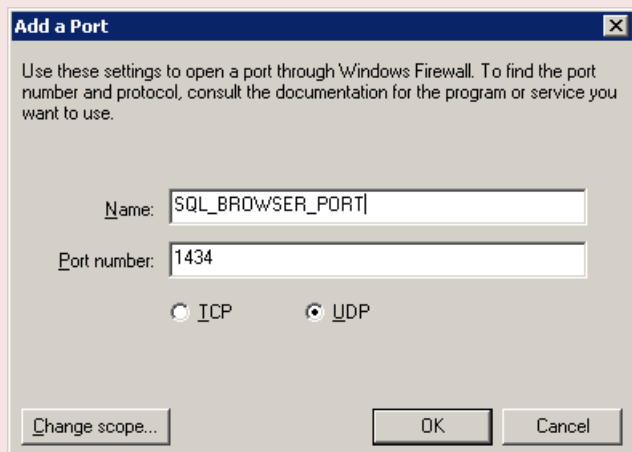 Add a Port
Use these settings to open a port through Windows Firewall. To find the port
number and protocol, consult the documentation for the program or service you
want to use.
Name: SQL_BROWSER_PORT
Port number: 1434
TCP UDP
Change scope... OK Cancel